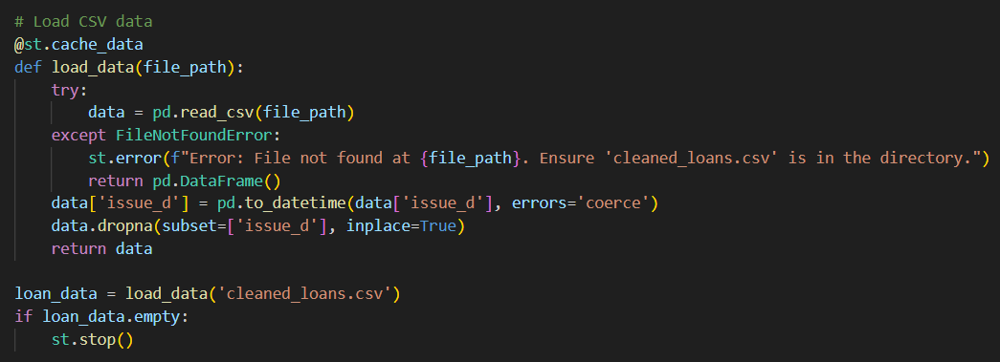 # Load CSV data
@st.cache_data
def load_data(file_path):
    try:
        data = pd.read_csv(file_path)
    except FileNotFoundError:
        st.error(f"Error: File not found at {file_path}. Ensure 'cleaned_loans.csv' is in the directory.")
        return pd.DataFrame()
    data['issue_d'] = pd.to_datetime(data['issue_d'], errors='coerce')
    data.dropna(subset=['issue_d'], inplace=True)
    return data

loan_data = load_data('cleaned_loans.csv')
if loan_data.empty:
    st.stop()